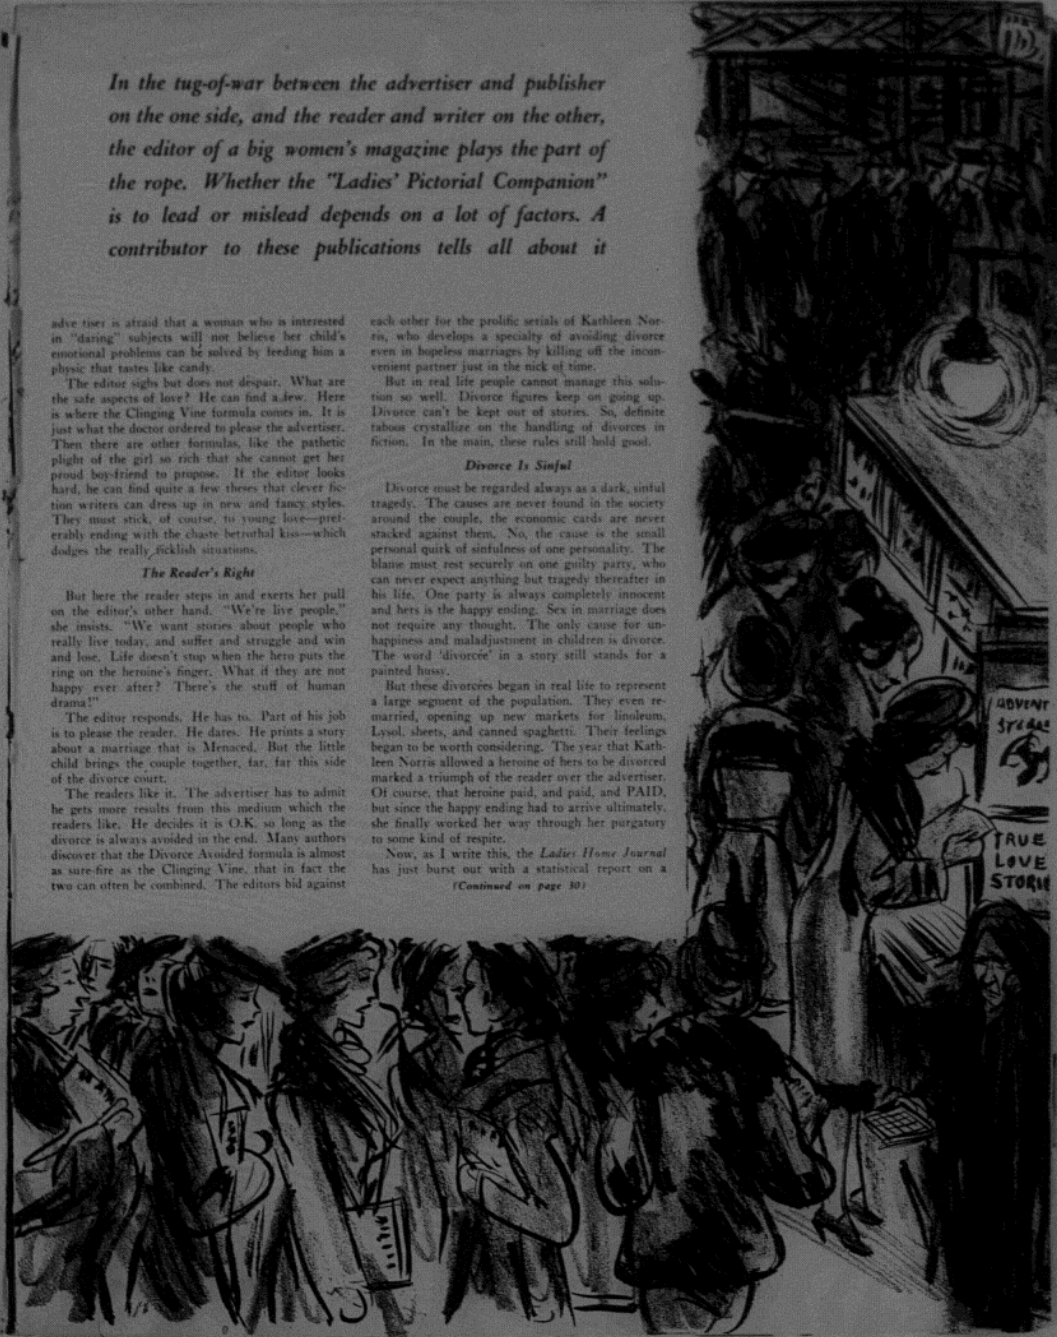 In the tug-of-war between the advertiser and publisher
on the one side, and the reader and writer on the other,
the editor of a big women's magazine plays the part of
the rope. Whether the "Ladies' Pictorial Companion"
is to lead or mislead depends on a lot of factors. A
contributor to these publications tells all about it
adve tiser is afraid that a woman who is interested
in "daring" subjects will not believe her child's
emotional problems can be solved by feeding him a
physic that tastes like candy.
The editor sighs but does not despair. What are
the safe aspects of love? He can find a few. Here
is where the Clinging Vine formula comes in. It is
just what the doctor ordered to please the advertiser.
Then there are other formulas, like the pathetic
plight of the girl so rich that she cannot get her
proud boy-friend to propose. If the editor looks
hard, he can find quite a few theses that clever fic-
tion writers can dress up in new and fancy styles.
They must stick, of course, to young love—pref-
erably ending with the chaste betrothal kiss—which
dodges the really ticklish situations.
The Reader's Right
But here the reader steps in and exerts her pull
on the editor's other hand. "We're live people,"
she insists. "We want stories about people who
really live today, and suffer and struggle and win
and lose. Life doesn't stop when the hero puts the
ring on the heroine's finger. What if they are not
happy ever after? There's the stuff of human
drama!"
The editor responds. He has to. Part of his job
is to please the reader. He dares. He prints a story
about a marriage that is Menaced. But the little
child brings the couple together, far, far this side
of the divorce court.
The readers like it. The advertiser has to admit
he gets more results from this medium which the
readers like. He decides it is O.K. so long as the
divorce is always avoided in the end. Many authors
discover that the Divorce Avoided formula is almost
as sure-fire as the Clinging Vine, that in fact the
two can often be combined. The editors bid against
each other for the prolific serials of Kathleen Nor-
ris, who develops a specialty of avoiding divorce
even in hopeless marriages by killing off the incon-
venient partner just in the nick of time.
But in real life people cannot manage this solu-
tion so well. Divorce figures keep on going up.
Divorce can't be kept out of stories. So, definite
taboos crystallize on the handling of divorces in
fiction. In the main, these rules still hold good.
Divorce Is Sinful
Divorce must be regarded always as a dark, sinful
tragedy. The causes are never found in the society
around the couple, the economic cards are never
stacked against them. No, the cause is the small
personal quirk of sinfulness of one personality. The
blame must rest securely on one guilty party, who
can never expect anything but tragedy thereafter in
his life. One party is always completely innocent
and hers is the happy ending. Sex in marriage does
not require any thought. The only cause for un-
happiness and maladjustment in children is divorce.
The word 'divorcée' in a story still stands for a
painted hussy.
But these divorcées began in real life to represent
a large segment of the population. They even re-
married, opening up new markets for linoleum,
Lysol, sheets, and canned spaghetti. Their feelings
began to be worth considering. The year that Kath-
leen Norris allowed a heroine of hers to be divorced
marked a triumph of the reader over the advertiser.
Of course, that heroine paid, and paid, and PAID,
but since the happy ending had to arrive ultimately,
she finally worked her way through her purgatory
to some kind of respite.
Now, as I write this, the Ladies Home Journal
has just burst out with a statistical report on a
(Continued on page 30)
ADVENT
TRUE
LOVE
STORIE